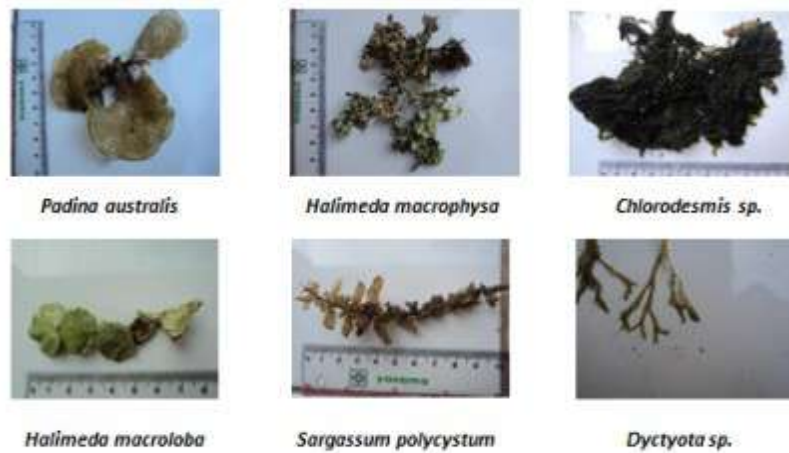 Padina australis
Halimeda macrophysa
Chlorodesmis sp.
Halimeda macroloba
Sargassum polycystum
Dyctyota sp.